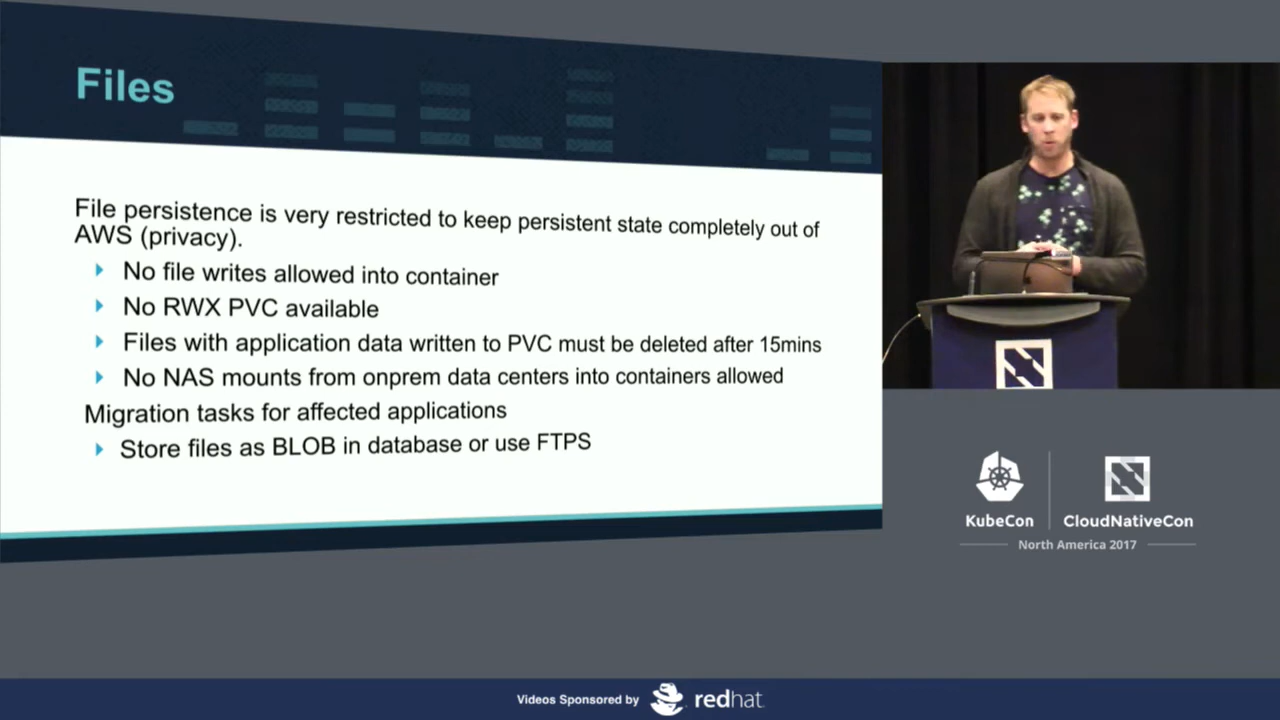 Files
File persistence is very restricted to keep persistent state completely out of
AWS (privacy).
No file writes allowed into container
No RWX PVC available
Files with application data written to PVC must be deleted after 15mins
No NAS mounts from onprem data centers into containers allowed
Migration tasks for affected applications
Store files as BLOB in database or use FTPS
KubeCon
CloudNativeCon
North America 2017
Videos Sponsored by
redhat